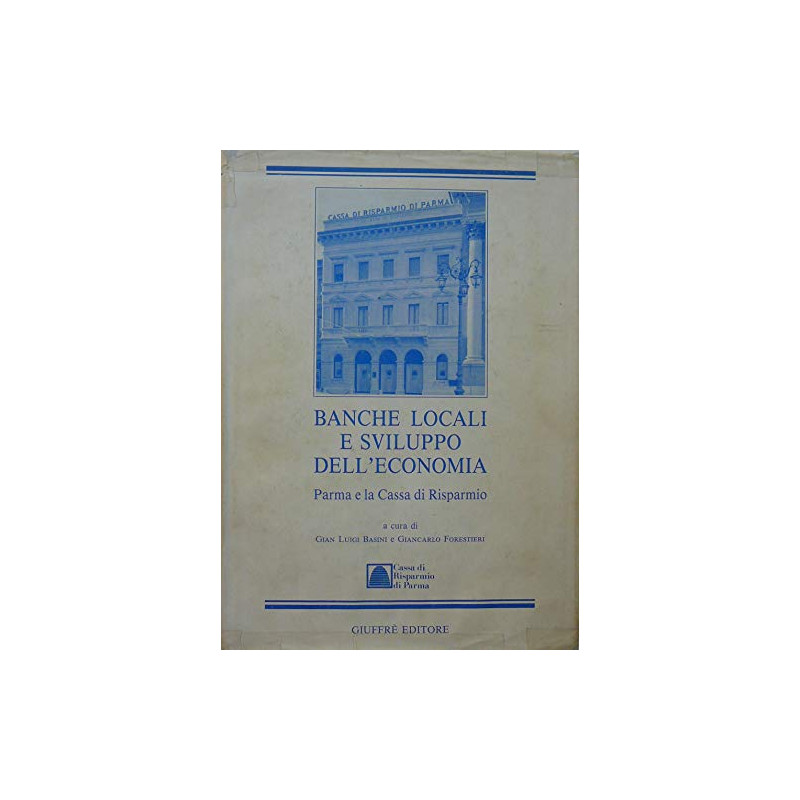 CASSA DI RISPARMIO DI PARMA
BANCHE LOCALI
E SVILUPPO
DELL'ECONOMIA
Parma e la Cassa di Risparmio
a cura di
GIAN LUIGI BASINI e GIANCARLO FORESTIERI
Cassa di
Risparmio
di Parma
GIUFFRÈ EDITORE